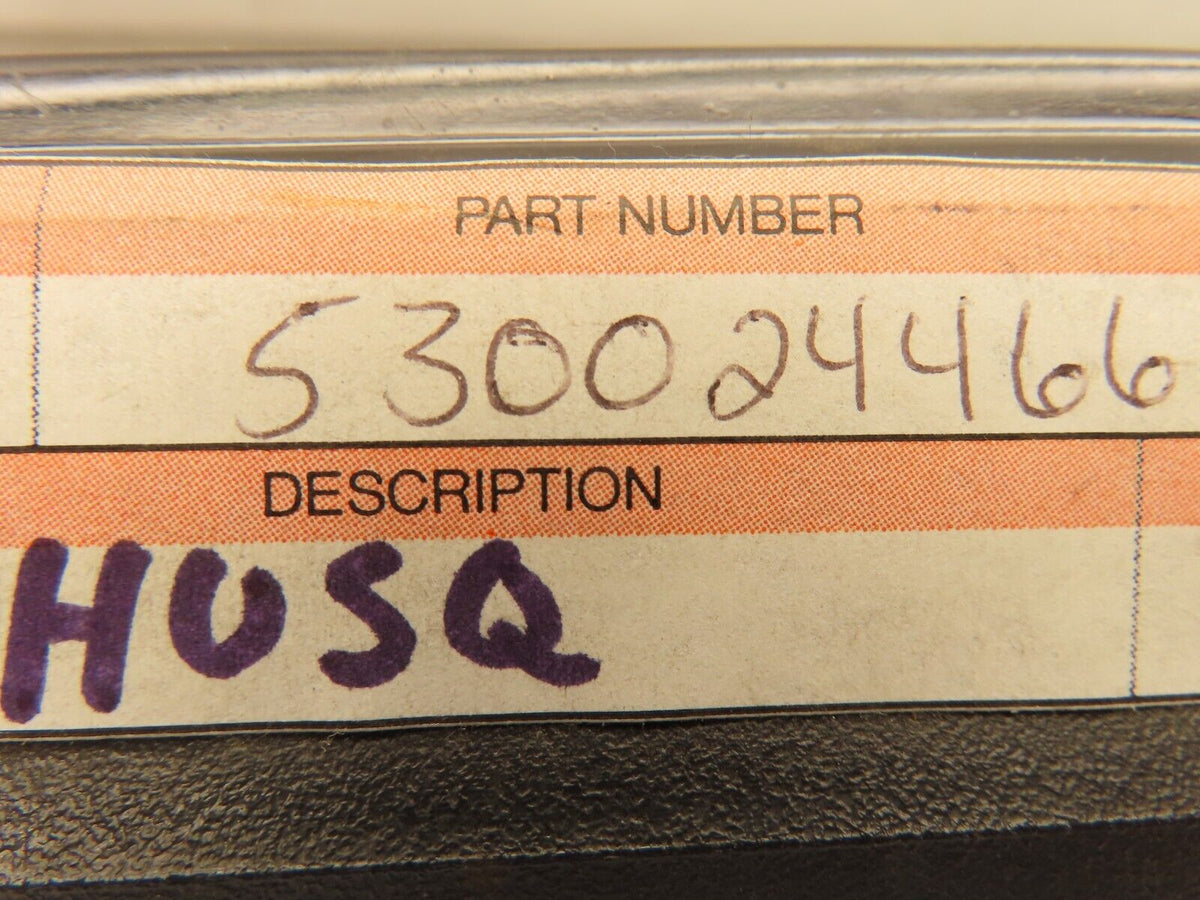 PART NUMBER
530024466
DESCRIPTION
HUSQ